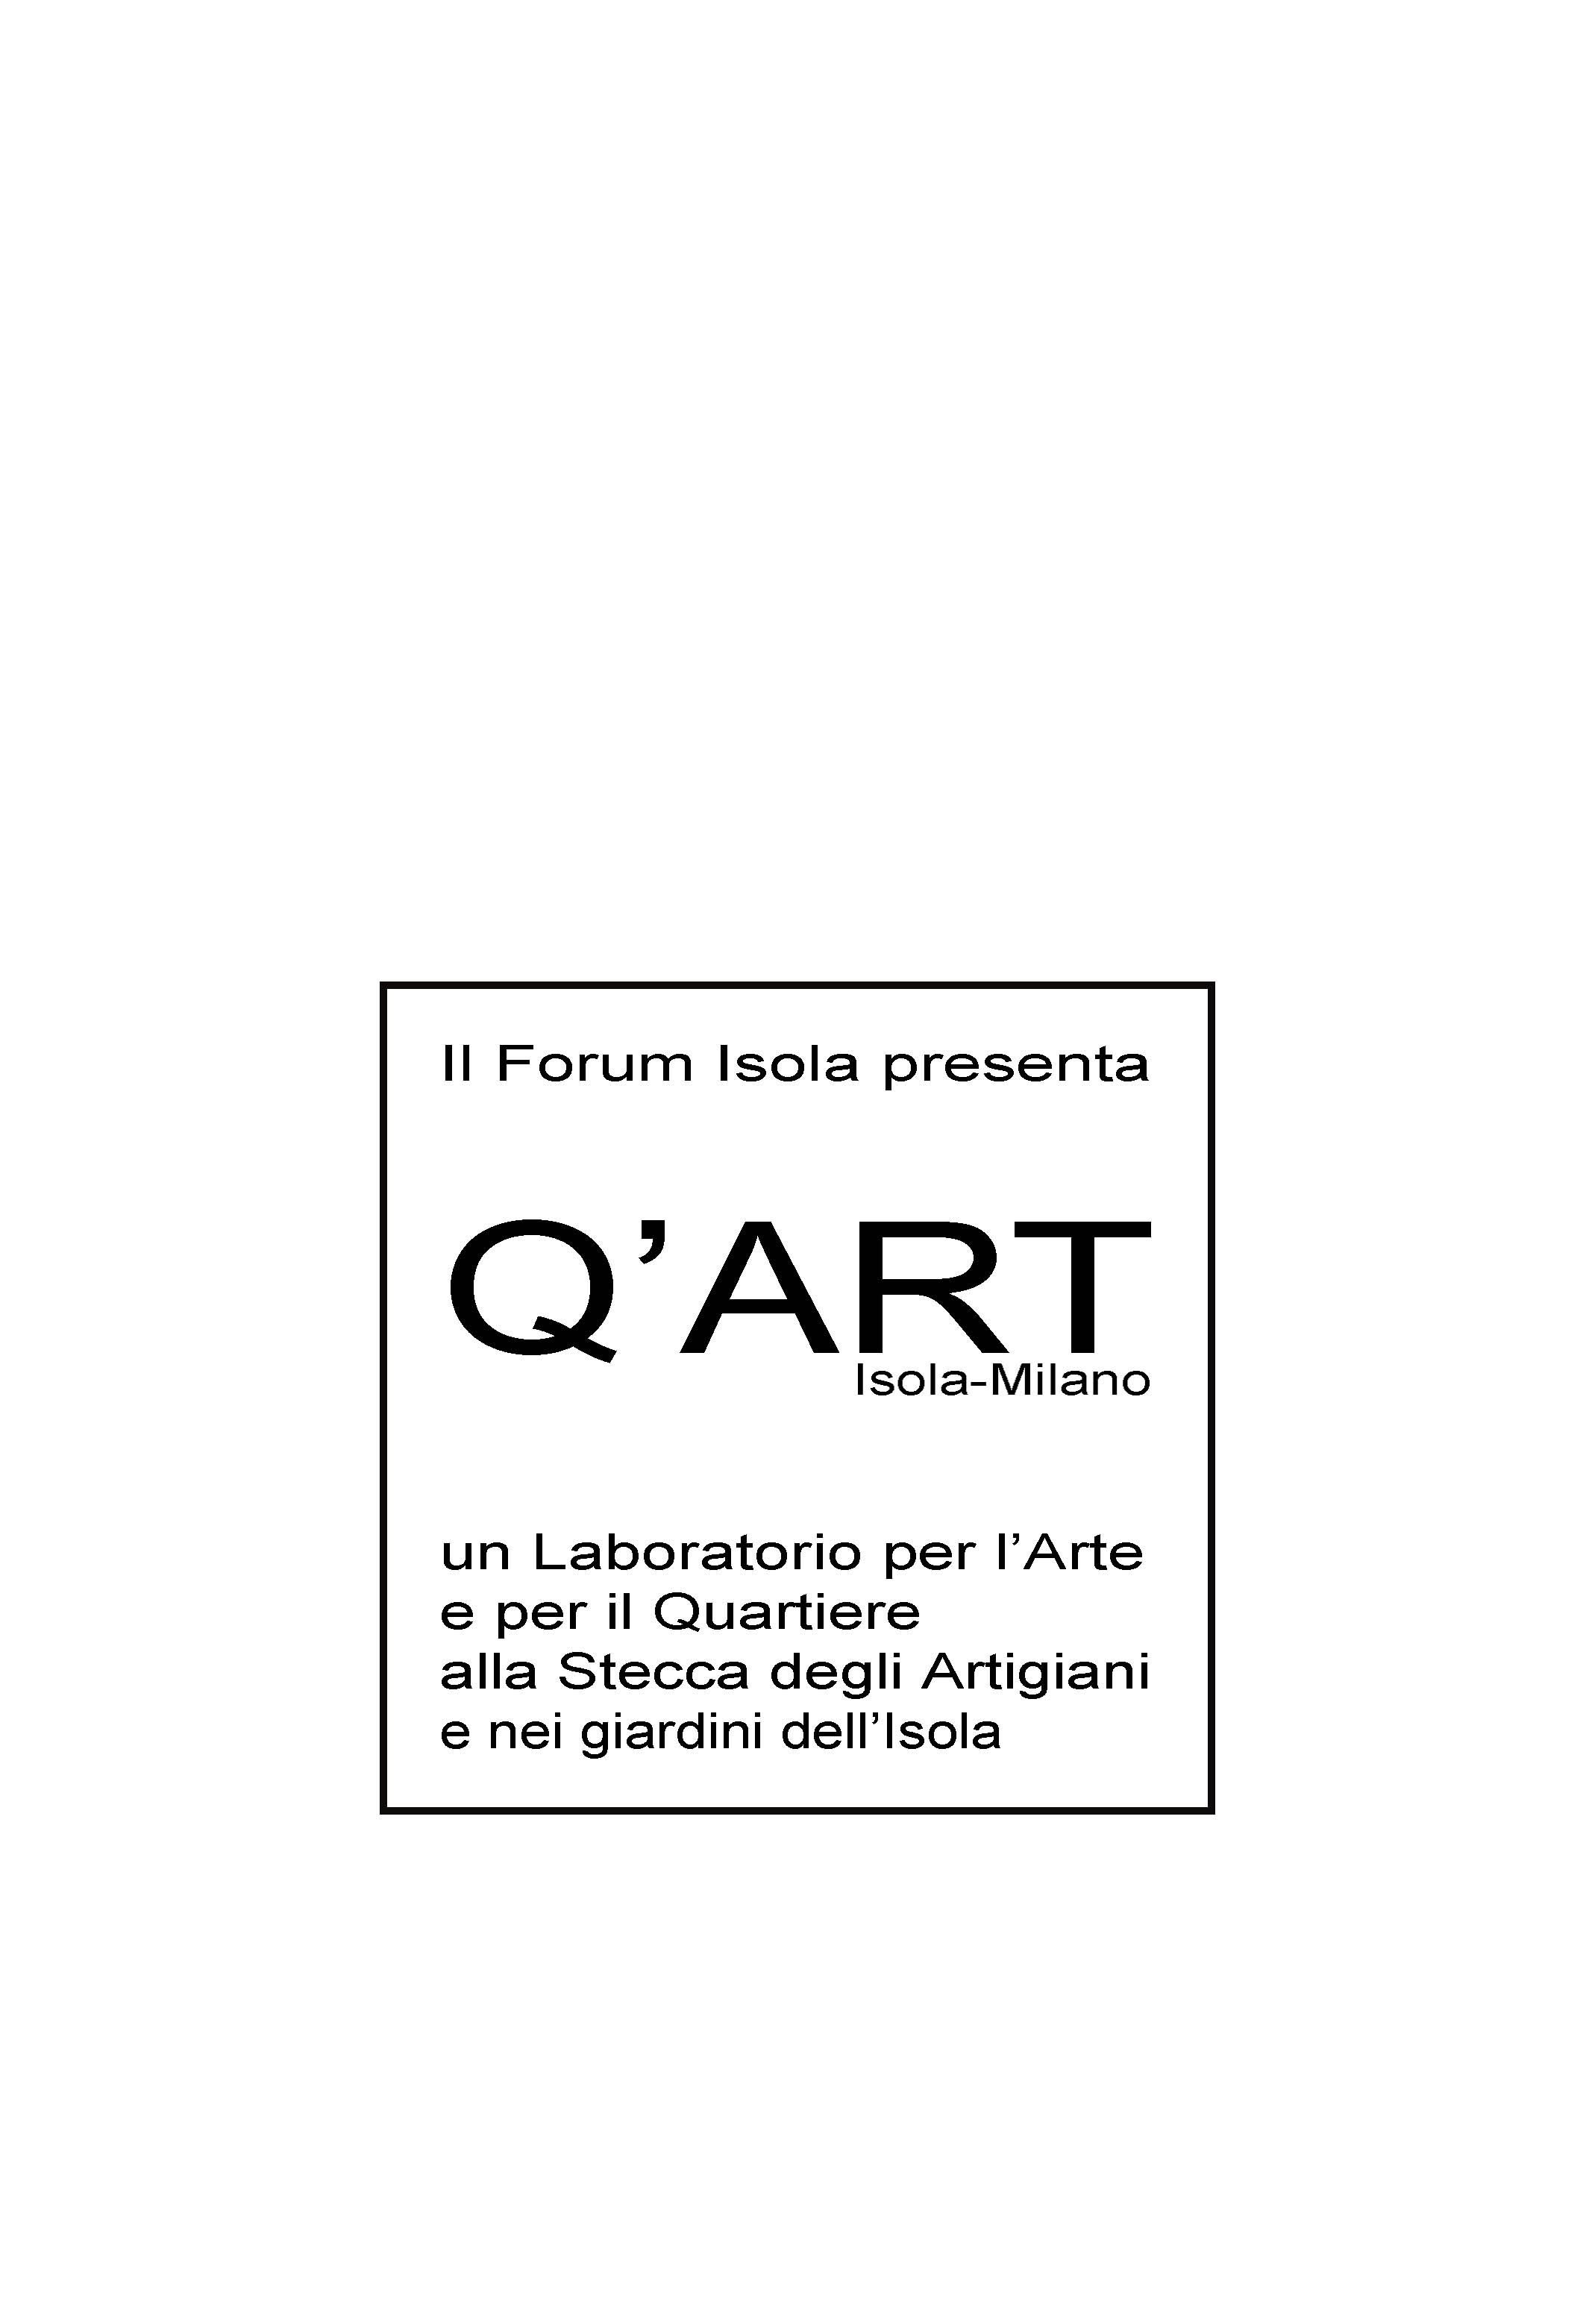 Il Forum Isola presenta
Q’ART
Isola-Milano
un Laboratorio per l’Arte
e per il Quartiere
alla Stecca degli Artigiani
e nei giardini dell’Isola